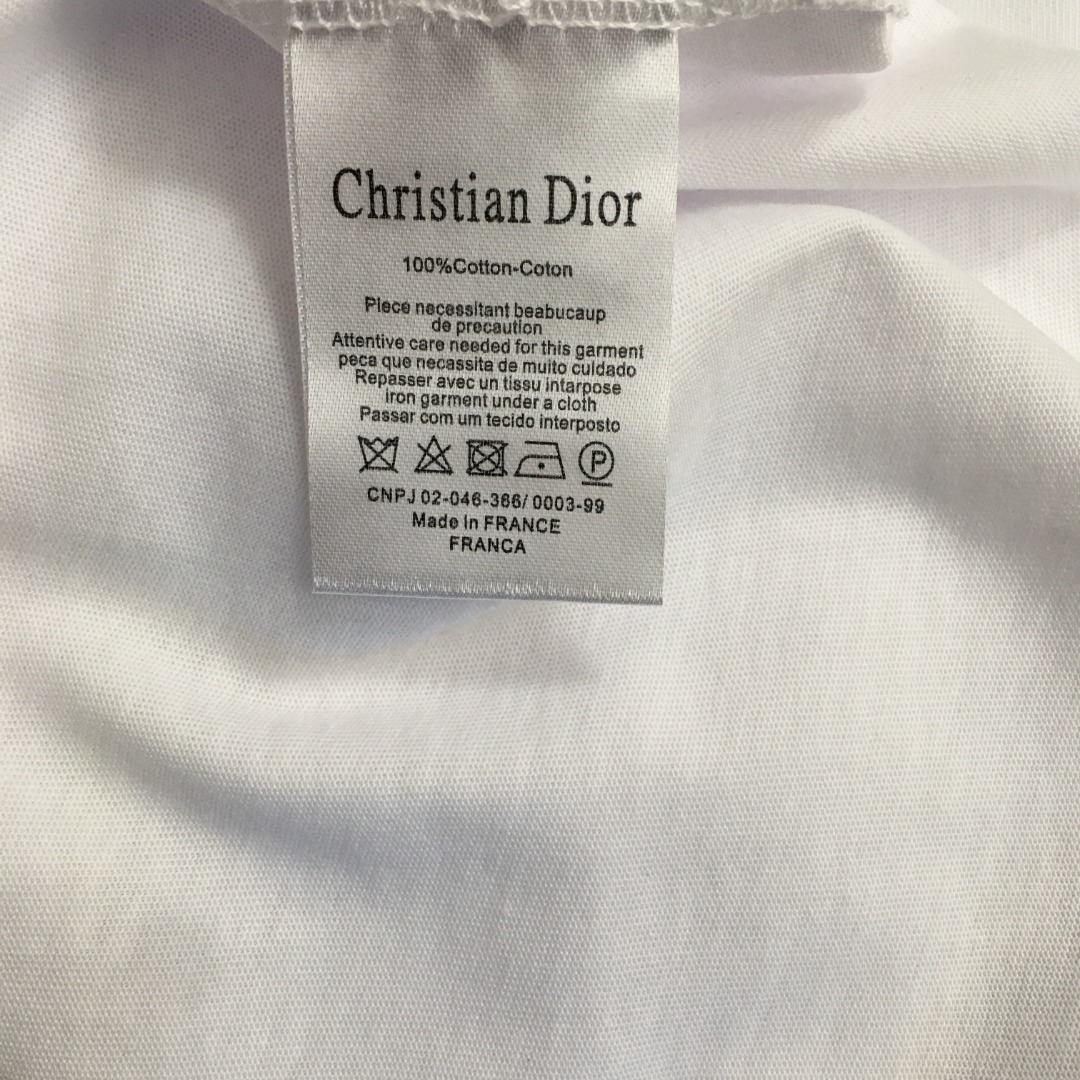 Christian Dior
100%Cotton-Coton
Piece necessitant beabucaup
de precaution
Attentive care needed for this garment
peca que necassita de muito cuidado
Repasser avec un tissu intarpose
iron garment under a cloth
Passar com um tecido interposto
P
CNPJ 02-046-366/ 0003-99
Made In FRANCE
FRANCA